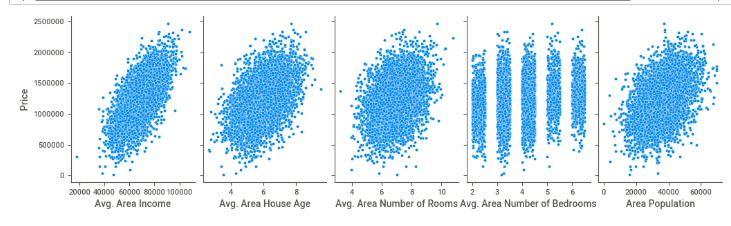 2500000
2000000
1500000
1000000
500000
0
Price
20000 40000 60000 80000 100000
4 6 8
4 6 8 10
2 3 4 5 6
0 20000 40000 60000
Avg. Area Income
Avg. Area House Age
Avg. Area Number of Rooms
Avg. Area Number of Bedrooms
Area Population